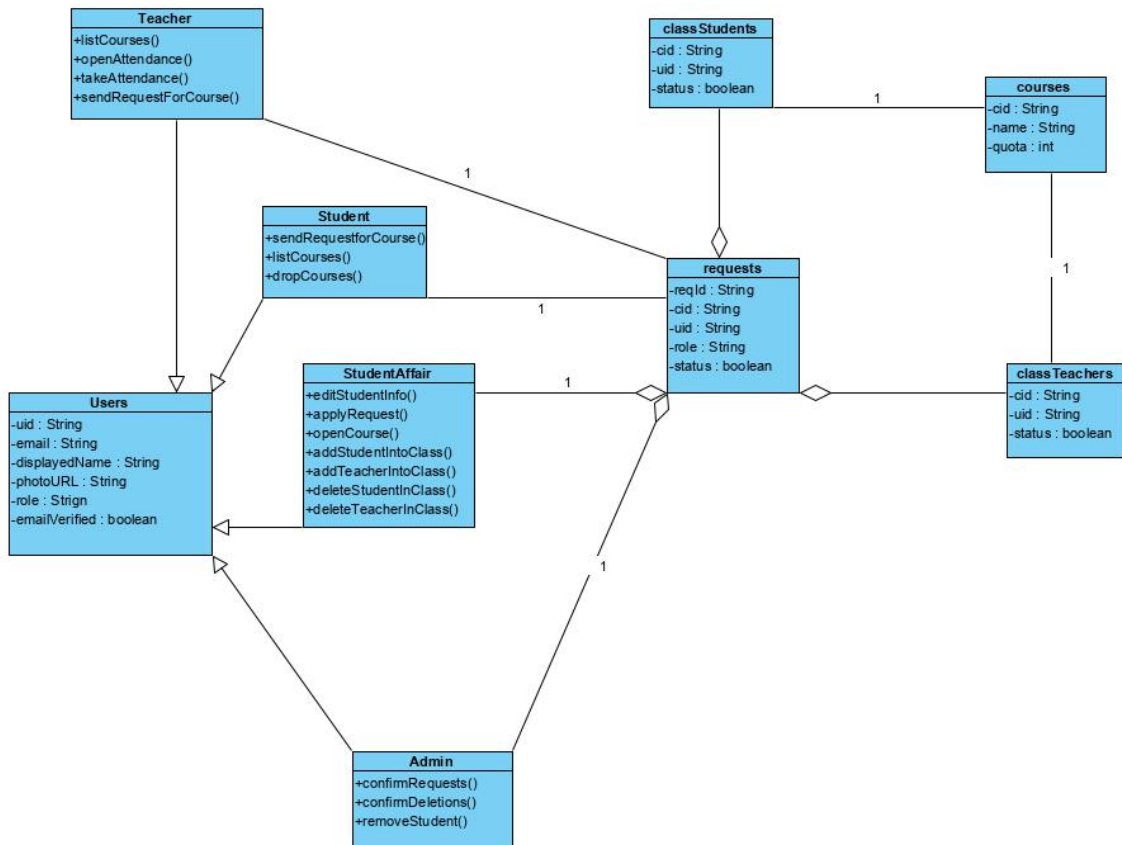 Teacher
+listCourses()
+openAttendance()
+takeAttendance()
+sendRequestForCourse()
classStudents
-cid : String
-uid : String
-status : boolean
1
courses
-cid : String
-name : String
-quota : int
1
Student
+sendRequestforCourse()
+listCourses()
+dropCourses()
1
requests
-reqId : String
-cid : String
-uid : String
-role : String
-status : boolean
1
StudentAffair
+editStudentInfo()
+applyRequest()
+openCourse()
+addStudentIntoClass()
+addTeacherIntoClass()
+deleteStudentInClass()
+deleteTeacherInClass()
1
classTeachers
-cid : String
-uid : String
-status : boolean
Users
-uid : String
-email : String
-displayedName : String
-photoURL : String
-role : Strign
-emailVerified : boolean
1
Admin
+confirmRequests()
+confirmDeletions()
+removeStudent()